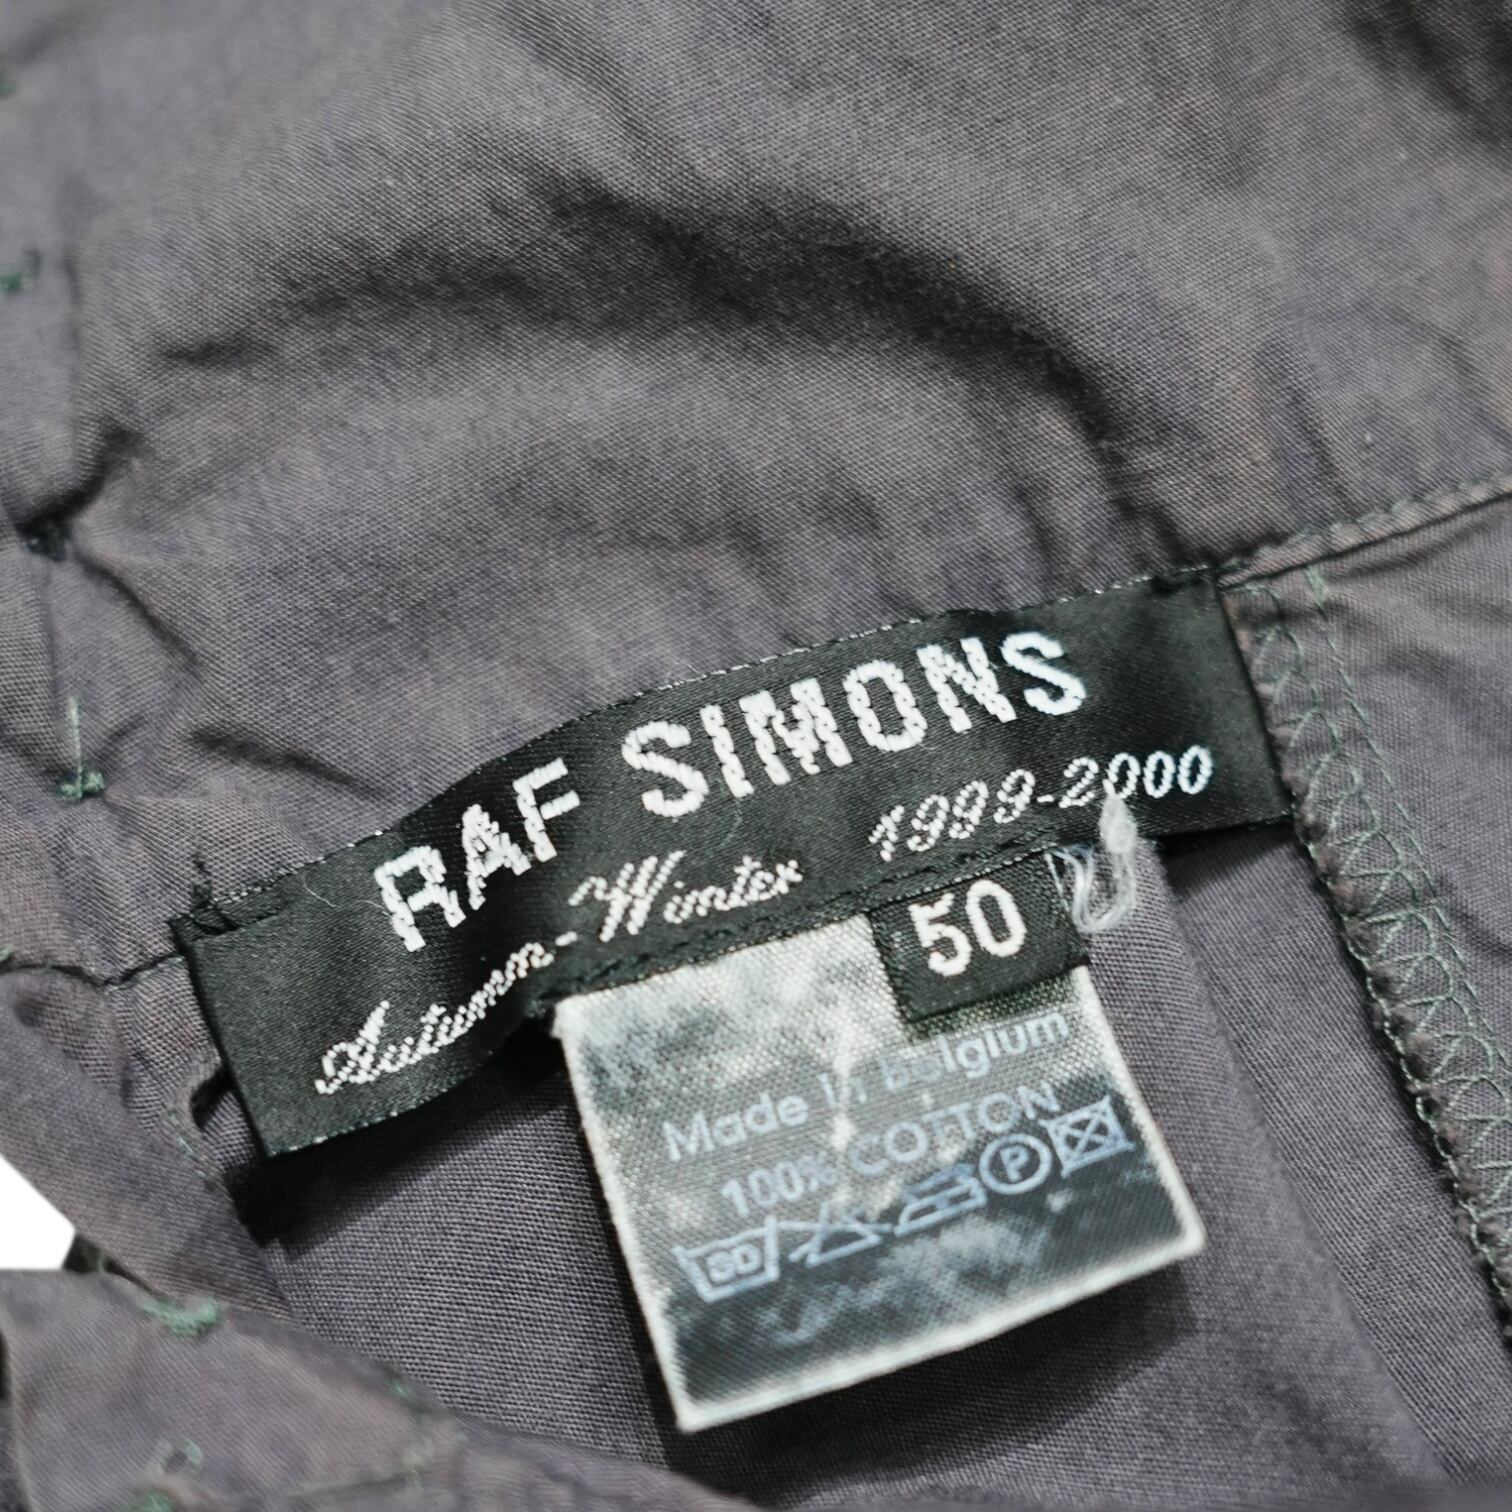 RAF SIMONS
Autumn-Winter 1999-2000
50
Made in Belgium
100% COTTON
P